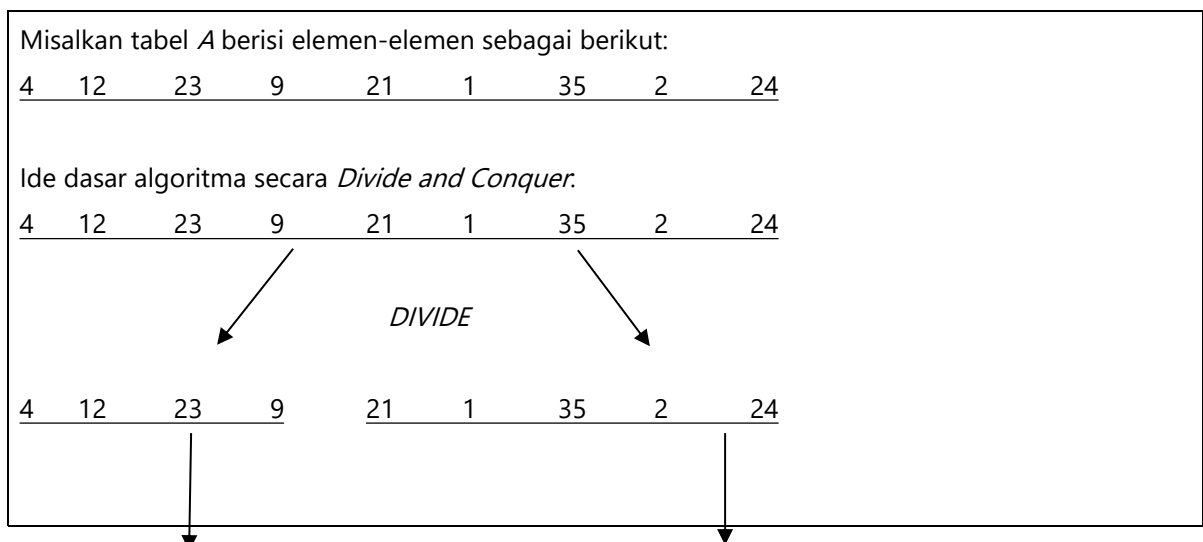 Misalkan tabel A berisi elemen-elemen sebagai berikut:
4 12 23 9 21 1 35 2 24
Ide dasar algoritma secara Divide and Conquer:
4 12 23 9 21 1 35 2 24
DIVIDE
4 12 23 9 21 1 35 2 24